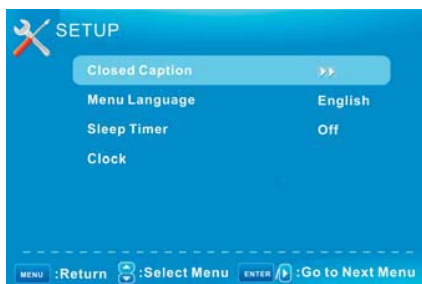 SETUP
Closed Caption
Menu Language English
Sleep Timer Off
Clock
MENU :Return :Select Menu ENTER / :Go to Next Menu